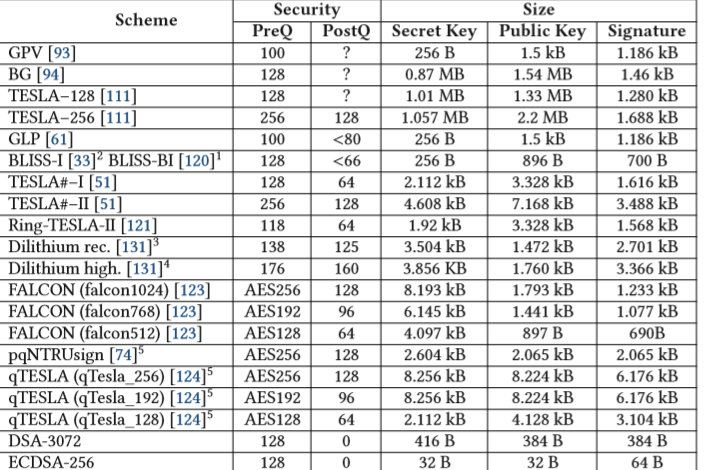 Scheme Security Size
PreQ PostQ Secret Key Public Key Signature
GPV [93] 100 ? 256 B 1.5 kB 1.186 kB
BG [94] 128 ? 0.87 MB 1.54 MB 1.46 kB
TESLA−128 [111] 128 ? 1.01 MB 1.33 MB 1.280 kB
TESLA−256 [111] 256 128 1.057 MB 2.2 MB 1.688 kB
GLP [61] 100 <80 256 B 1.5 kB 1.186 kB
BLISS-I [33]² BLISS-BI [120]¹ 128 <66 256 B 896 B 700 B
TESLA#−I [51] 128 64 2.112 kB 3.328 kB 1.616 kB
TESLA#−II [51] 256 128 4.608 kB 7.168 kB 3.488 kB
Ring-TESLA-II [121] 118 64 1.92 kB 3.328 kB 1.568 kB
Dilithium rec. [131]³ 138 125 3.504 kB 1.472 kB 2.701 kB
Dilithium high. [131]⁴ 176 160 3.856 KB 1.760 kB 3.366 kB
FALCON (falcon1024) [123] AES256 128 8.193 kB 1.793 kB 1.233 kB
FALCON (falcon768) [123] AES192 96 6.145 kB 1.441 kB 1.077 kB
FALCON (falcon512) [123] AES128 64 4.097 kB 897 B 690B
pqNTRUsign [74]⁵ AES256 128 2.604 kB 2.065 kB 2.065 kB
qTESLA (qTesla_256) [124]⁵ AES256 128 8.256 kB 8.224 kB 6.176 kB
qTESLA (qTesla_192) [124]⁵ AES192 96 8.256 kB 8.224 kB 6.176 kB
qTESLA (qTesla_128) [124]⁵ AES128 64 2.112 kB 4.128 kB 3.104 kB
DSA-3072 128 0 416 B 384 B 384 B
ECDSA-256 128 0 32 B 32 B 64 B